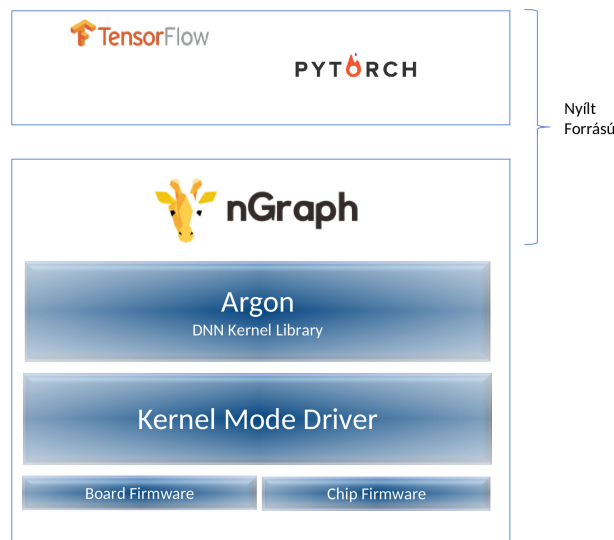 TensorFlow
PYTORCH
Nyílt
Forrású
nGraph
Argon
DNN Kernel Library
Kernel Mode Driver
Board Firmware
Chip Firmware